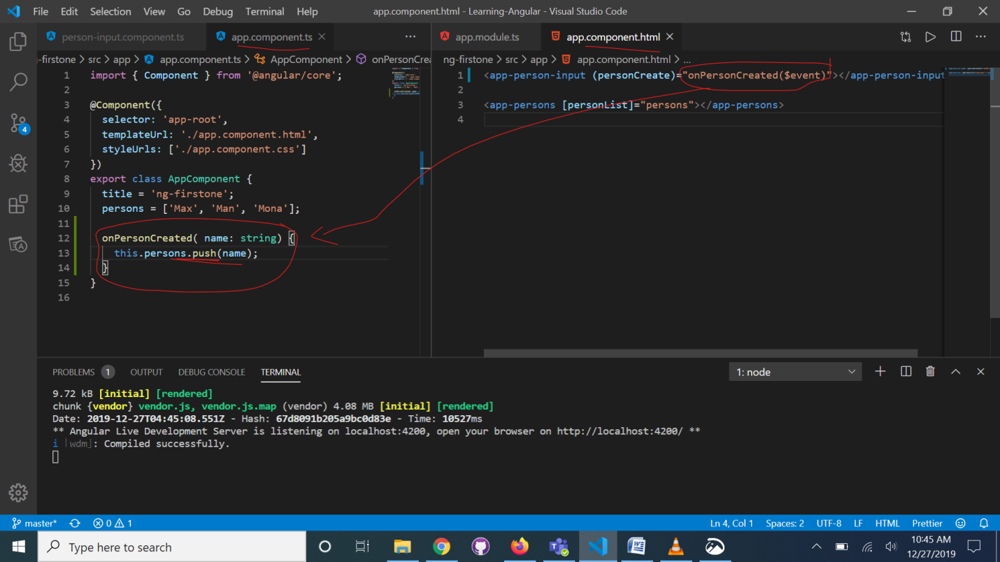 File Edit Selection View Go Debug Terminal Help
app.component.html - Learning-Angular - Visual Studio Code
person-input.component.ts
app.component.ts
app.module.ts
app.component.html
-firstone > src > app > app.component.ts > AppComponent > onPersonCrea
ng-firstone > src > app > app.component.html > ...
1 import { Component } from '@angular/core';
2
3 @Component({
4 selector: 'app-root',
5 templateUrl: './app.component.html',
6 styleUrls: ['./app.component.css']
7 })
8 export class AppComponent {
9 title = 'ng-firstone';
10 persons = ['Max', 'Man', 'Mona'];
11
12 onPersonCreated( name: string) {
13 this.persons.push(name);
14 }
15 }
16
1 <app-person-input (personCreate)="onPersonCreated($event)"></app-person-input
2
3 <app-persons [personList]="persons"></app-persons>
4
4
PROBLEMS 1 OUTPUT DEBUG CONSOLE TERMINAL
1: node
9.72 kB [initial] [rendered]
chunk {vendor} vendor.js, vendor.js.map (vendor) 4.08 MB [initial] [rendered]
Date: 2019-12-27T04:45:08.551Z - Hash: 67d8091b205a9bc0d83e - Time: 10527ms
** Angular Live Development Server is listening on localhost:4200, open your browser on http://localhost:4200/ **
i ｢wdm｣: Compiled successfully.
master* 0 1
Ln 4, Col 1 Spaces: 2 UTF-8 LF HTML Prettier
Type here to search
10:45 AM
12/27/2019